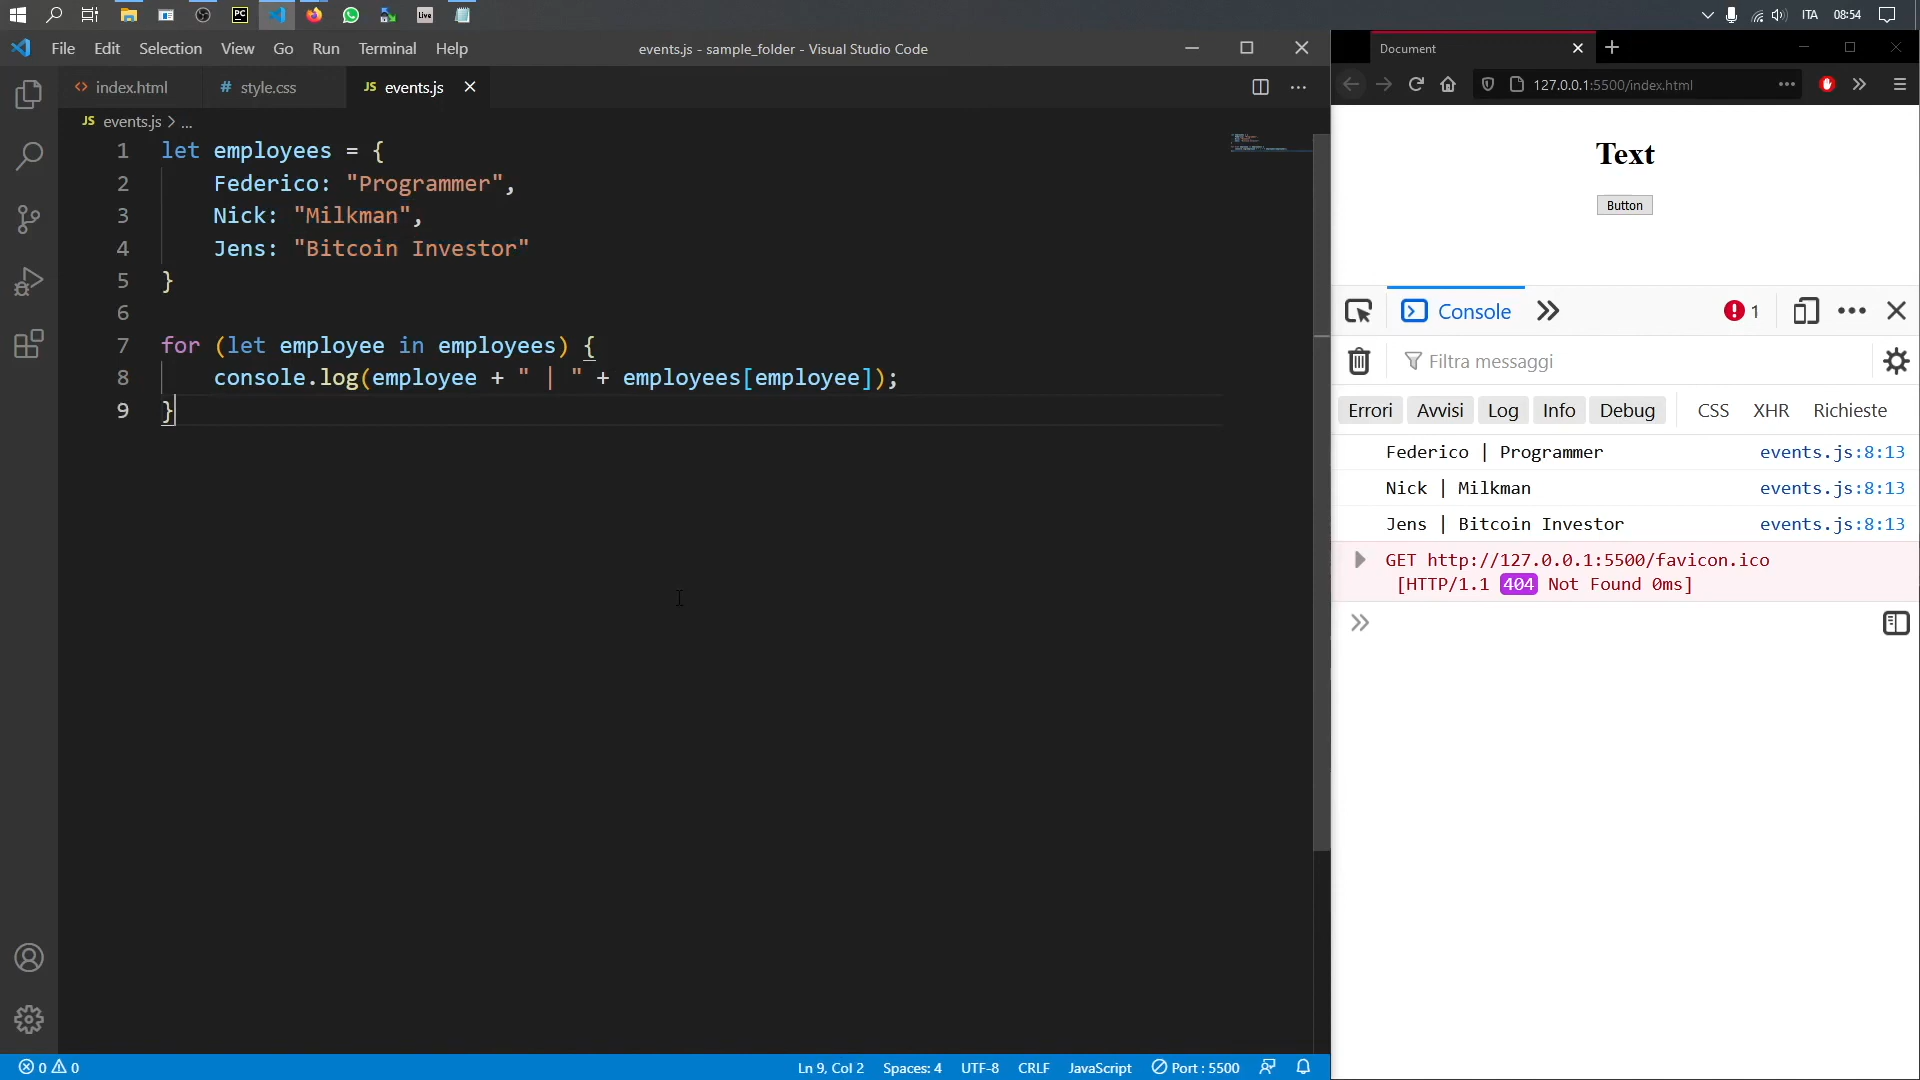 PC
Live
ITA 08:54
File Edit Selection View Go Run Terminal Help
events.js - sample_folder - Visual Studio Code
<> index.html
# style.css
JS events.js
JS events.js > ...
1 let employees = {
2 Federico: "Programmer",
3 Nick: "Milkman",
4 Jens: "Bitcoin Investor"
5 }
6
7 for (let employee in employees) {
8 console.log(employee + " | " + employees[employee]);
9 }
0 0
Ln 9, Col 2 Spaces: 4 UTF-8 CRLF JavaScript Port : 5500
Document
127.0.0.1:5500/index.html
Text
Button
Console
1
Filtra messaggi
Errori Avvisi Log Info Debug CSS XHR Richieste
Federico | Programmer events.js:8:13
Nick | Milkman events.js:8:13
Jens | Bitcoin Investor events.js:8:13
GET http://127.0.0.1:5500/favicon.ico
[HTTP/1.1 404 Not Found 0ms]